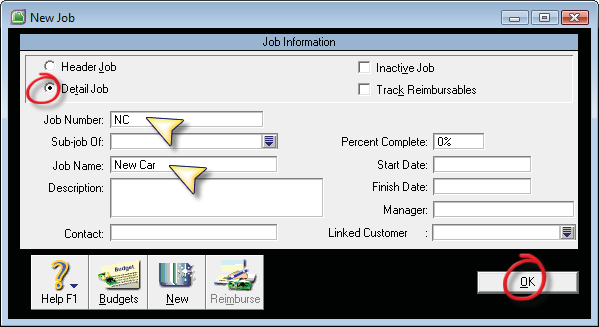 New Job
Job Information
Header Job
Inactive Job
Detail Job
Track Reimbursables
Job Number: NC
Sub-job Of:
Percent Complete: 0%
Job Name: New Car
Start Date:
Description:
Finish Date:
Manager:
Contact:
Linked Customer :
Budget
Help F1
Budgets
New
Reimburse
OK